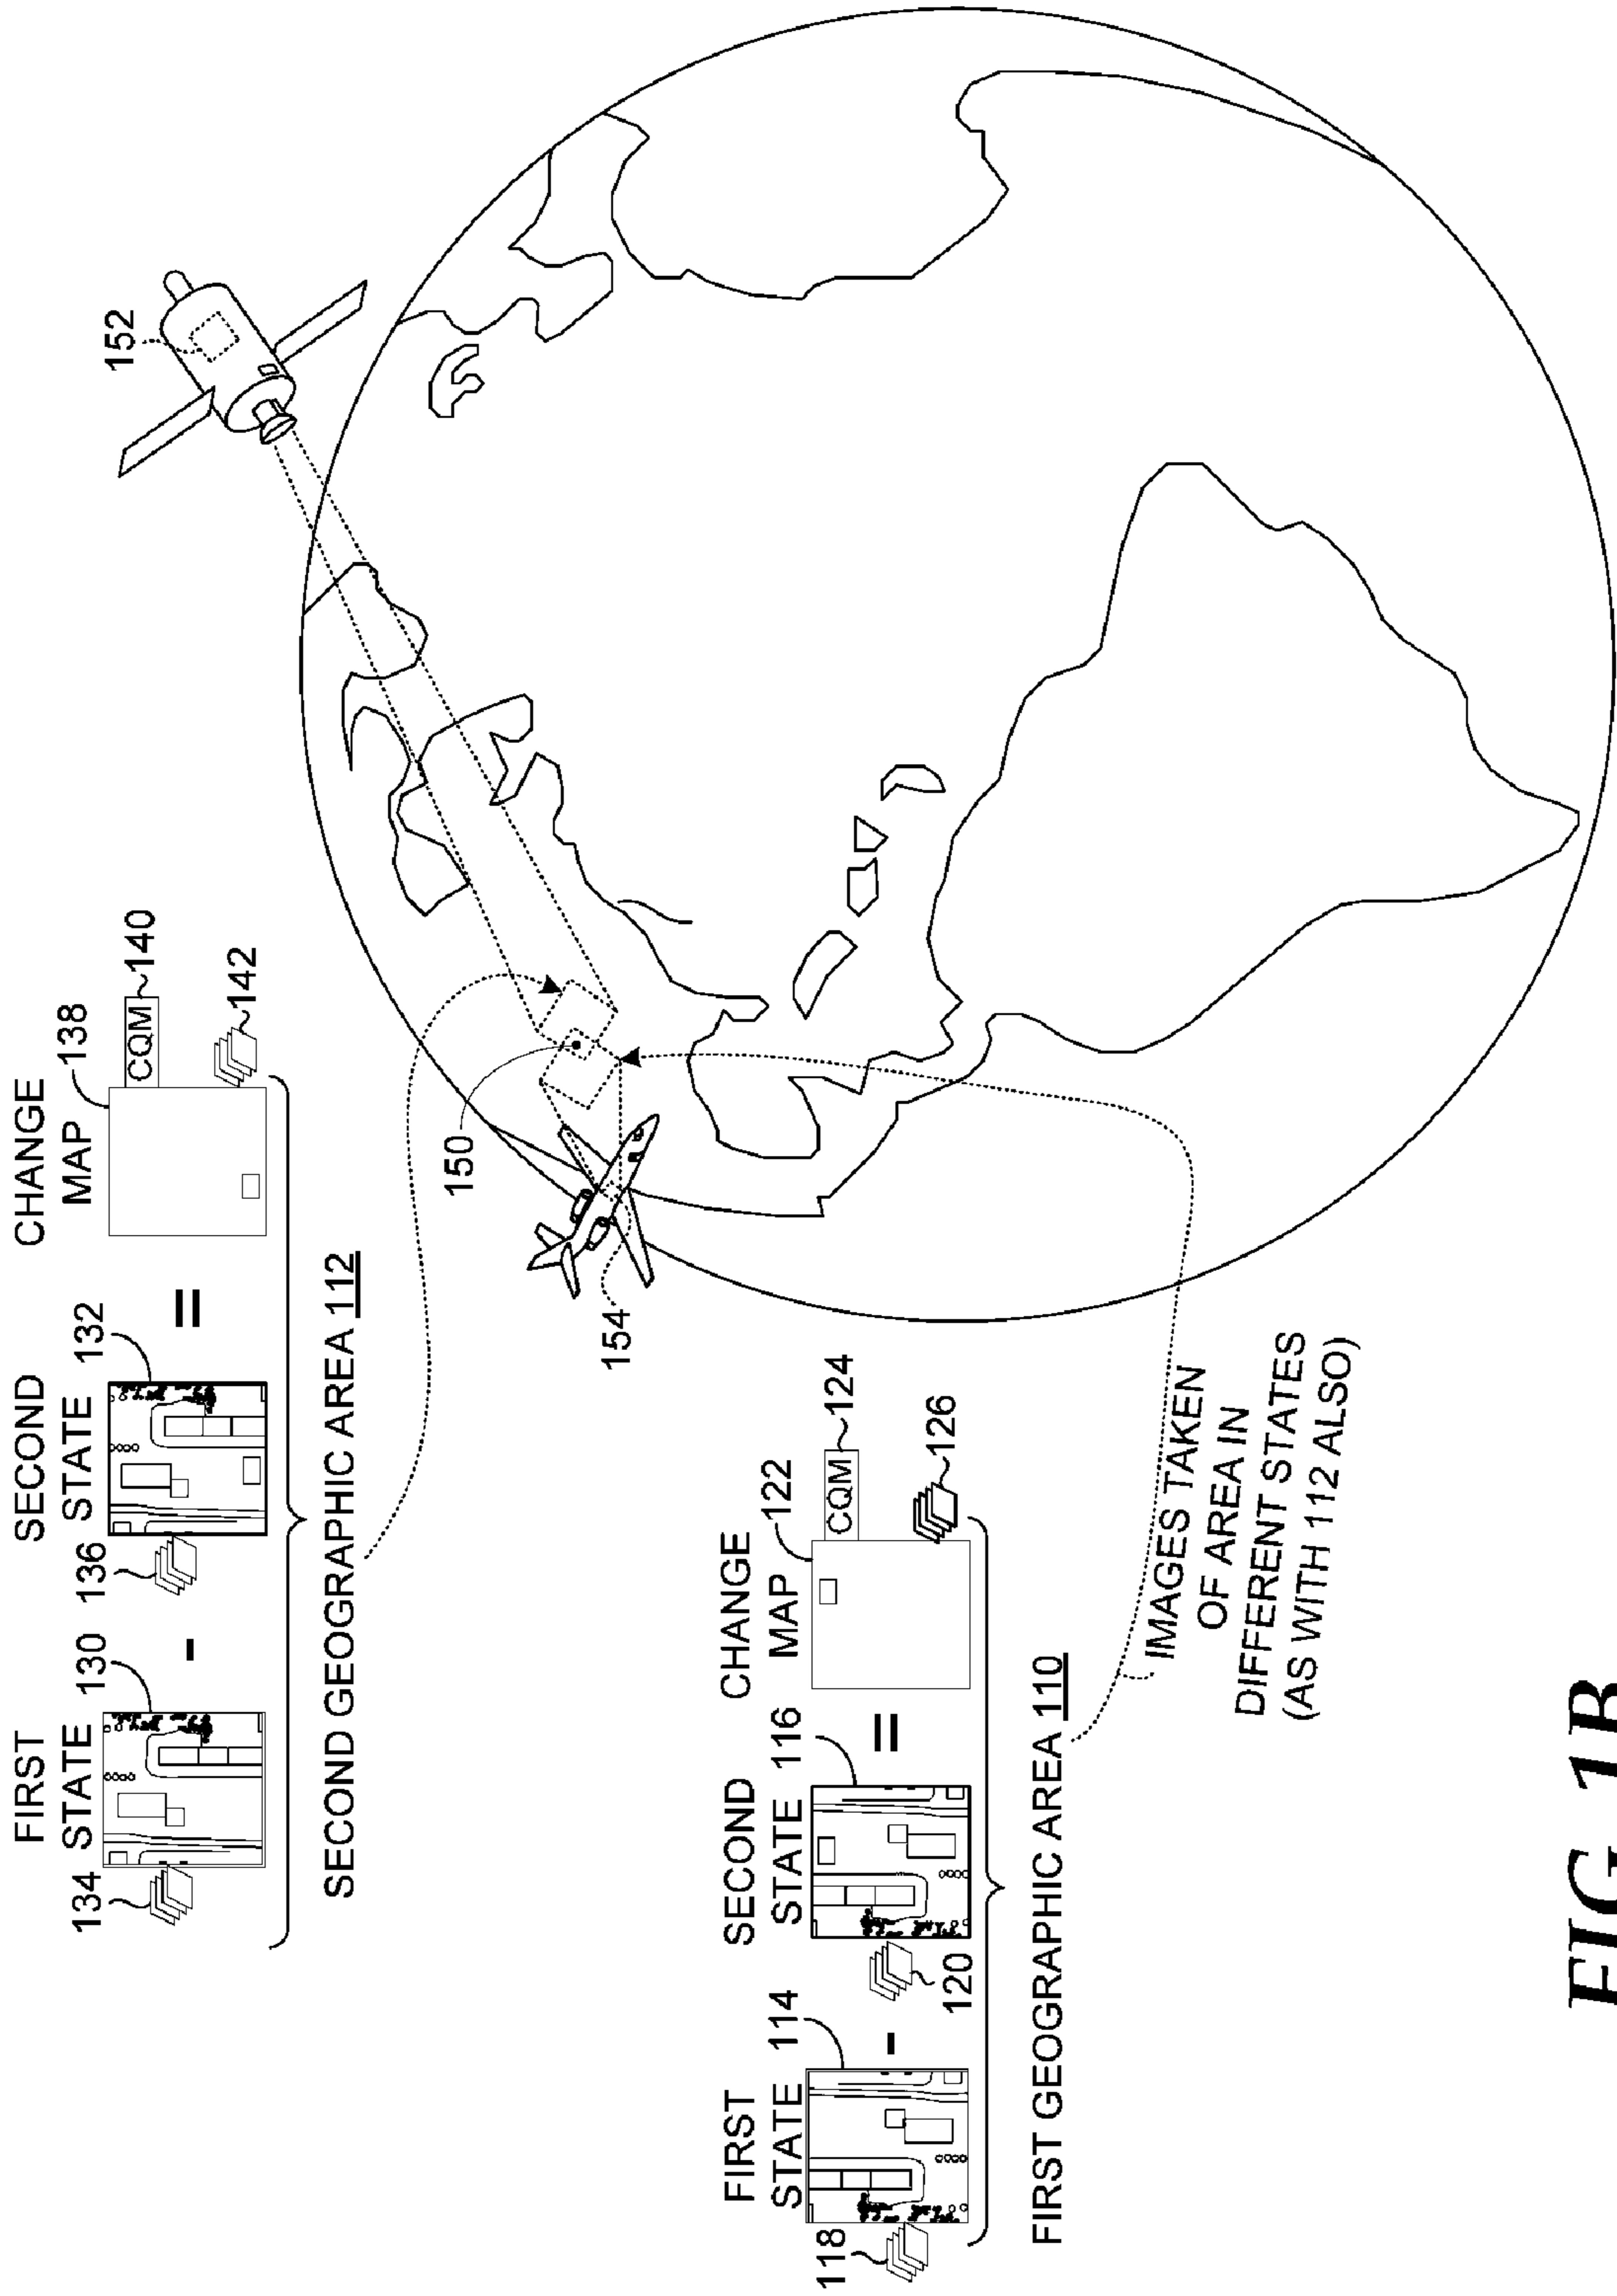 FIRST
STATE
130
134
-
SECOND
STATE
132
136
=
CHANGE
MAP
138
CQM
140
142
SECOND GEOGRAPHIC AREA 112
152
150
154
FIRST
STATE
114
118
-
SECOND
STATE
116
120
=
CHANGE
MAP
122
CQM
124
126
FIRST GEOGRAPHIC AREA 110
IMAGES TAKEN
OF AREA IN
DIFFERENT STATES
(AS WITH 112 ALSO)
FIG. 1B